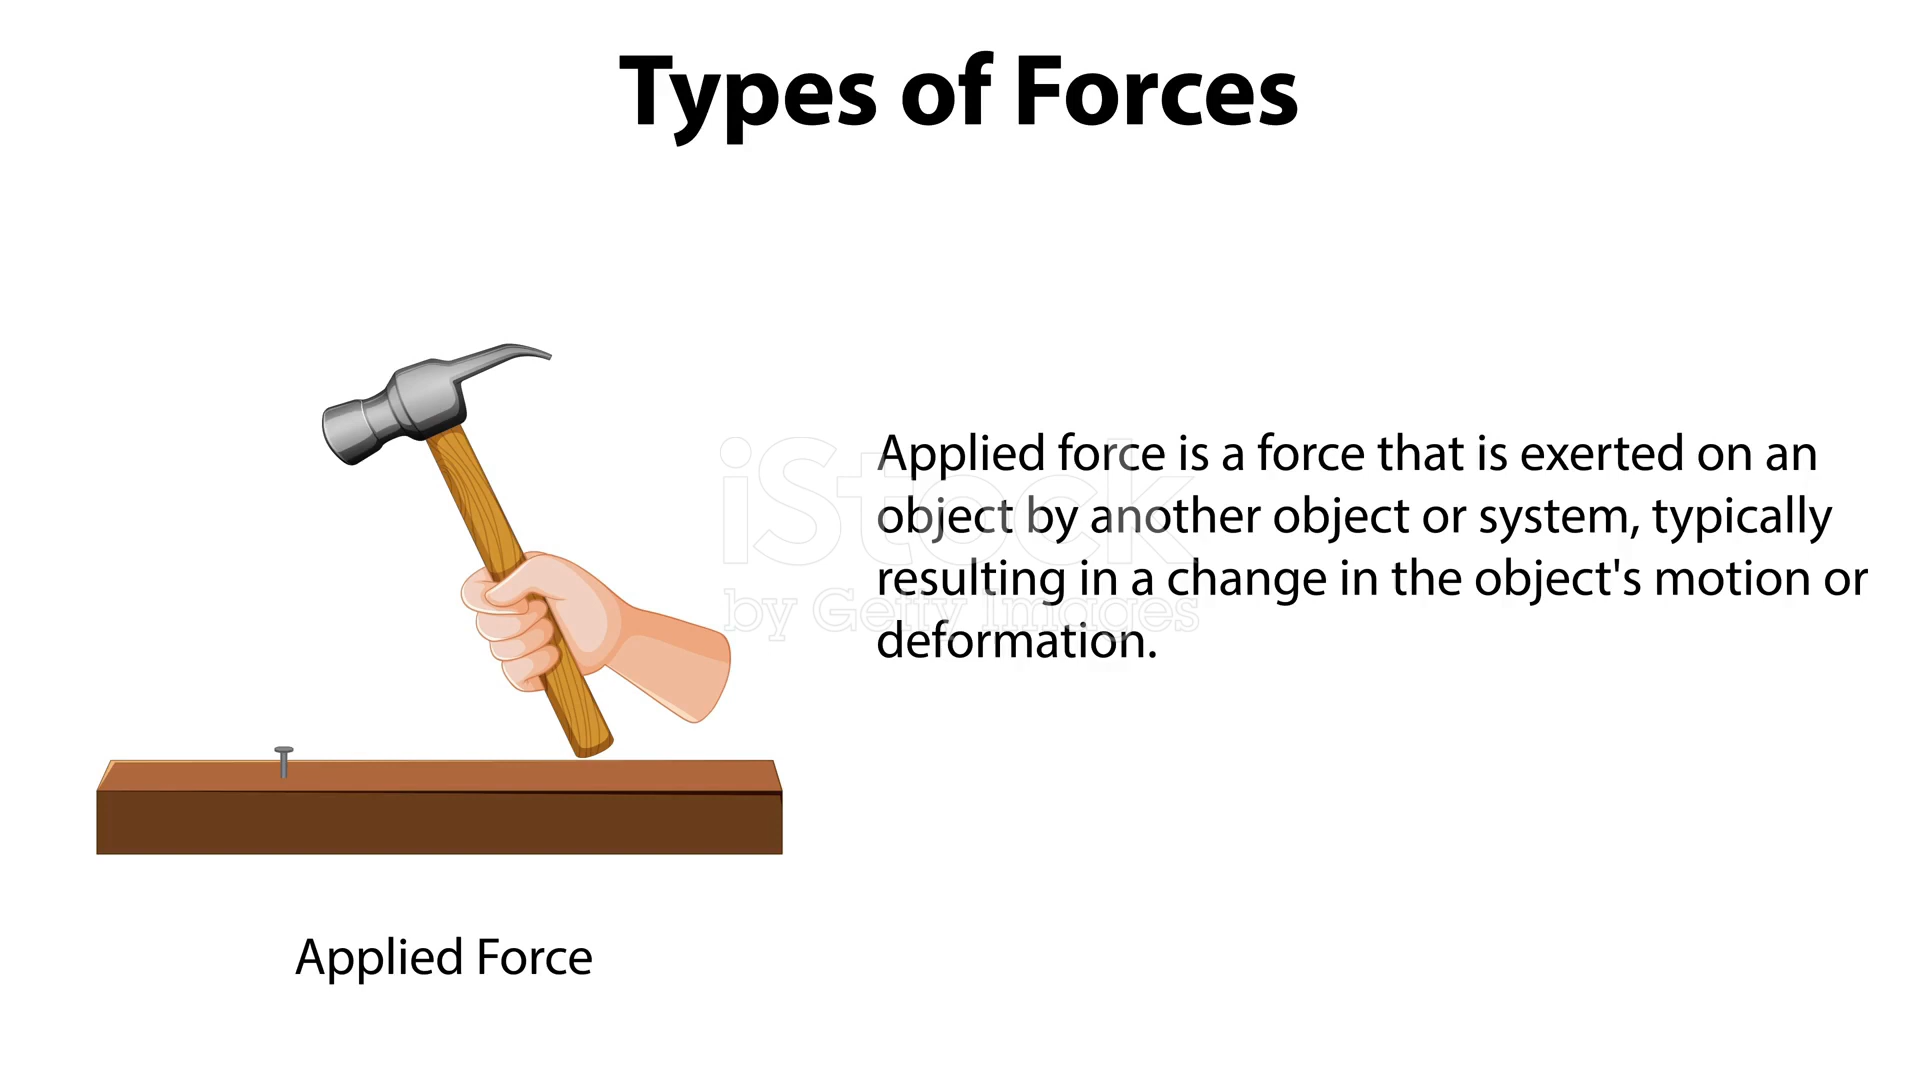 Types of Forces
Applied force is a force that is exerted on an
object by another object or system, typically
resulting in a change in the object's motion or
deformation.
iStock
by Getty Images
Applied Force